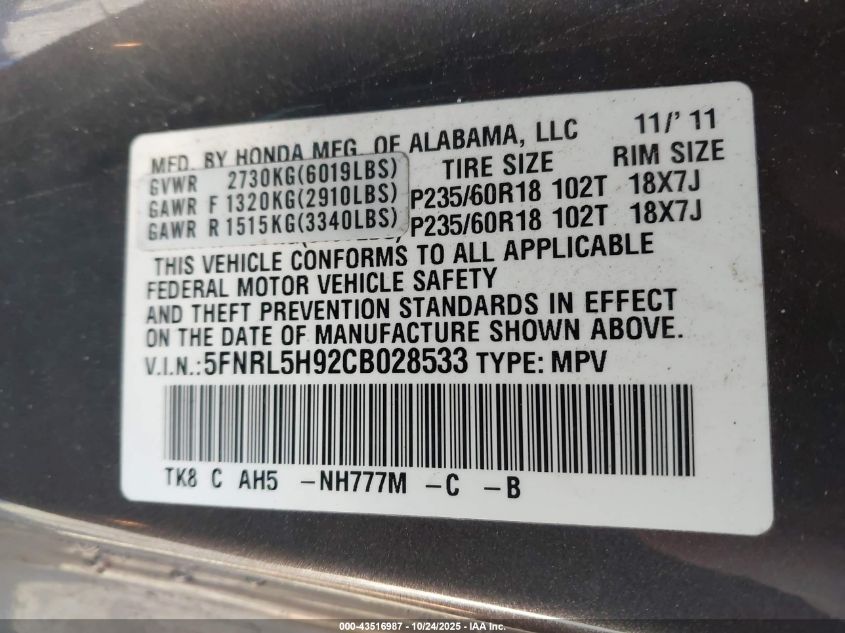 MFD. BY HONDA MFG. OF ALABAMA, LLC 11/'11
GVWR 2730KG(6019LBS) TIRE SIZE RIM SIZE
GAWR F 1320KG(2910LBS) P235/60R18 102T 18X7J
GAWR R 1515KG(3340LBS) P235/60R18 102T 18X7J
THIS VEHICLE CONFORMS TO ALL APPLICABLE
FEDERAL MOTOR VEHICLE SAFETY
AND THEFT PREVENTION STANDARDS IN EFFECT
ON THE DATE OF MANUFACTURE SHOWN ABOVE.
V.I.N.: 5FNRL5H92CB028533 TYPE: MPV
TK8 C AH5 -NH777M -C -B
000-43516987 - 10/24/2025 - IAA Inc.